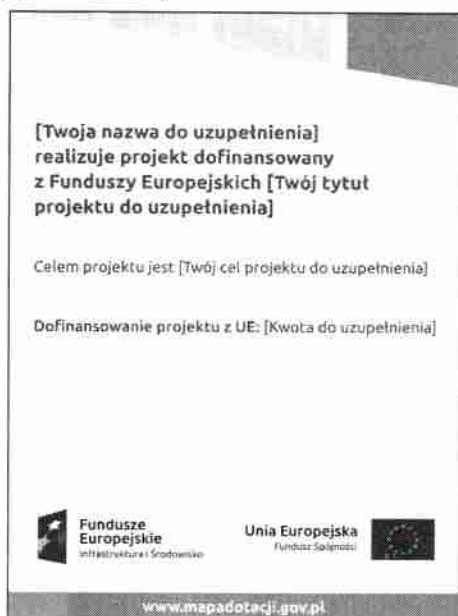 [Twoja nazwa do uzupełnienia]
realizuje projekt dofinansowany
z Funduszy Europejskich [Twój tytuł
projektu do uzupełnienia]
Celem projektu jest [Twój cel projektu do uzupełnienia]
Dofinansowanie projektu z UE: [Kwota do uzupełnienia]
Fundusze
Europejskie
Infrastruktura i Środowisko
Unia Europejska
Fundusz Spójności
www.mapadotacji.gov.pl